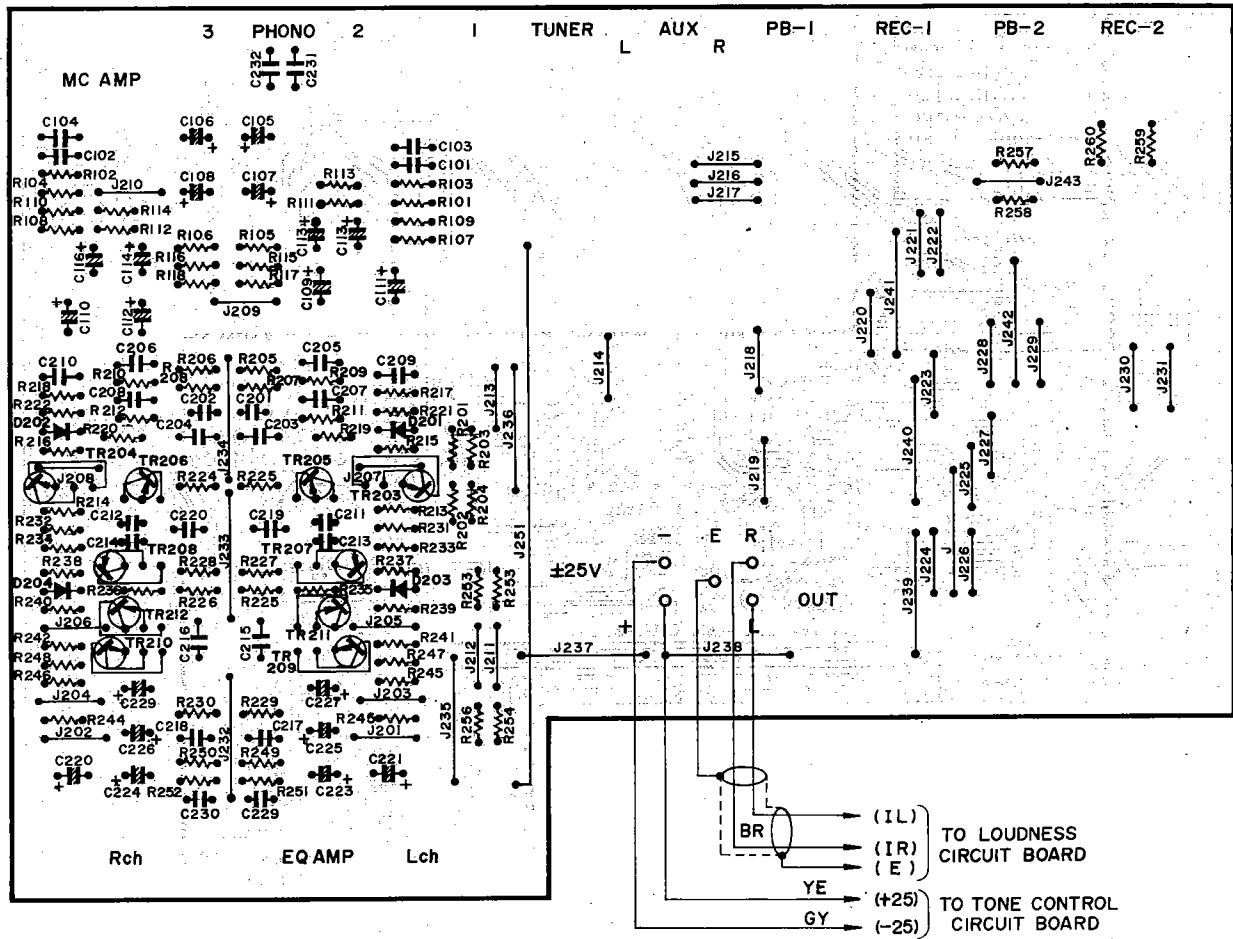 3 PHONO 2 1 TUNER AUX PB-1 REC-1 PB-2 REC-2
L R
MC AMP
C232 C231
C104 C106 C105
C103
C102 C101
R102 R103
R104 J210 C108 C107 R113
R110 R114 R111 R101
R108 R112 C113 C113 R109
R107
J215
J216
J217
R257
J243
R258
R260 R259
R106 R105
C116 C114 R116 R115
R118 R117
C109 C111
C110 C112
J209
J221 J222
J241
J220
J214 J218
J228 J242 J229
J230 J231
C210 C206 R206 R205 C205 C209
R218 R210 R208 R207 R209 R217
R222 C208 C202 C201 C207 R221
D202 R212 R211 D201
R216 R220 C204 C203 R219 R215
R201 R203
J213 J236
J223
J240
J227
J225
J219
TR204 TR206 J234 TR205
J208 R224 R225 J207
TR203
R214 R213
R232 C212 C220 C219 C211 R231
R234 C214 C213 R233
R202 R204
J251
TR208 J233 TR207
R238 R228 R227 R237
D204 R236 R226 R225 R235 D203
R240 R239
R253 R253
- E R
±25V
OUT
+ L
J239 J224 J J226
J206 TR212 J205
TR210 C216 C215 TR211
TR
209
R242 R241
R248 R247
R246 R245
J212 J211
J237 J238
J204 C229 C227 J203
R230 R229
R244 R245
J202 C226 C218 J232 C217 C225 J201
J235 R256 R254
R250 R249
C220 C224 R252 R251 C223 C221
C230 C229
Rch EQ AMP Lch
BR
(IL)
(IR)
(E)
TO LOUDNESS
CIRCUIT BOARD
YE (+25)
GY (-25)
TO TONE CONTROL
CIRCUIT BOARD